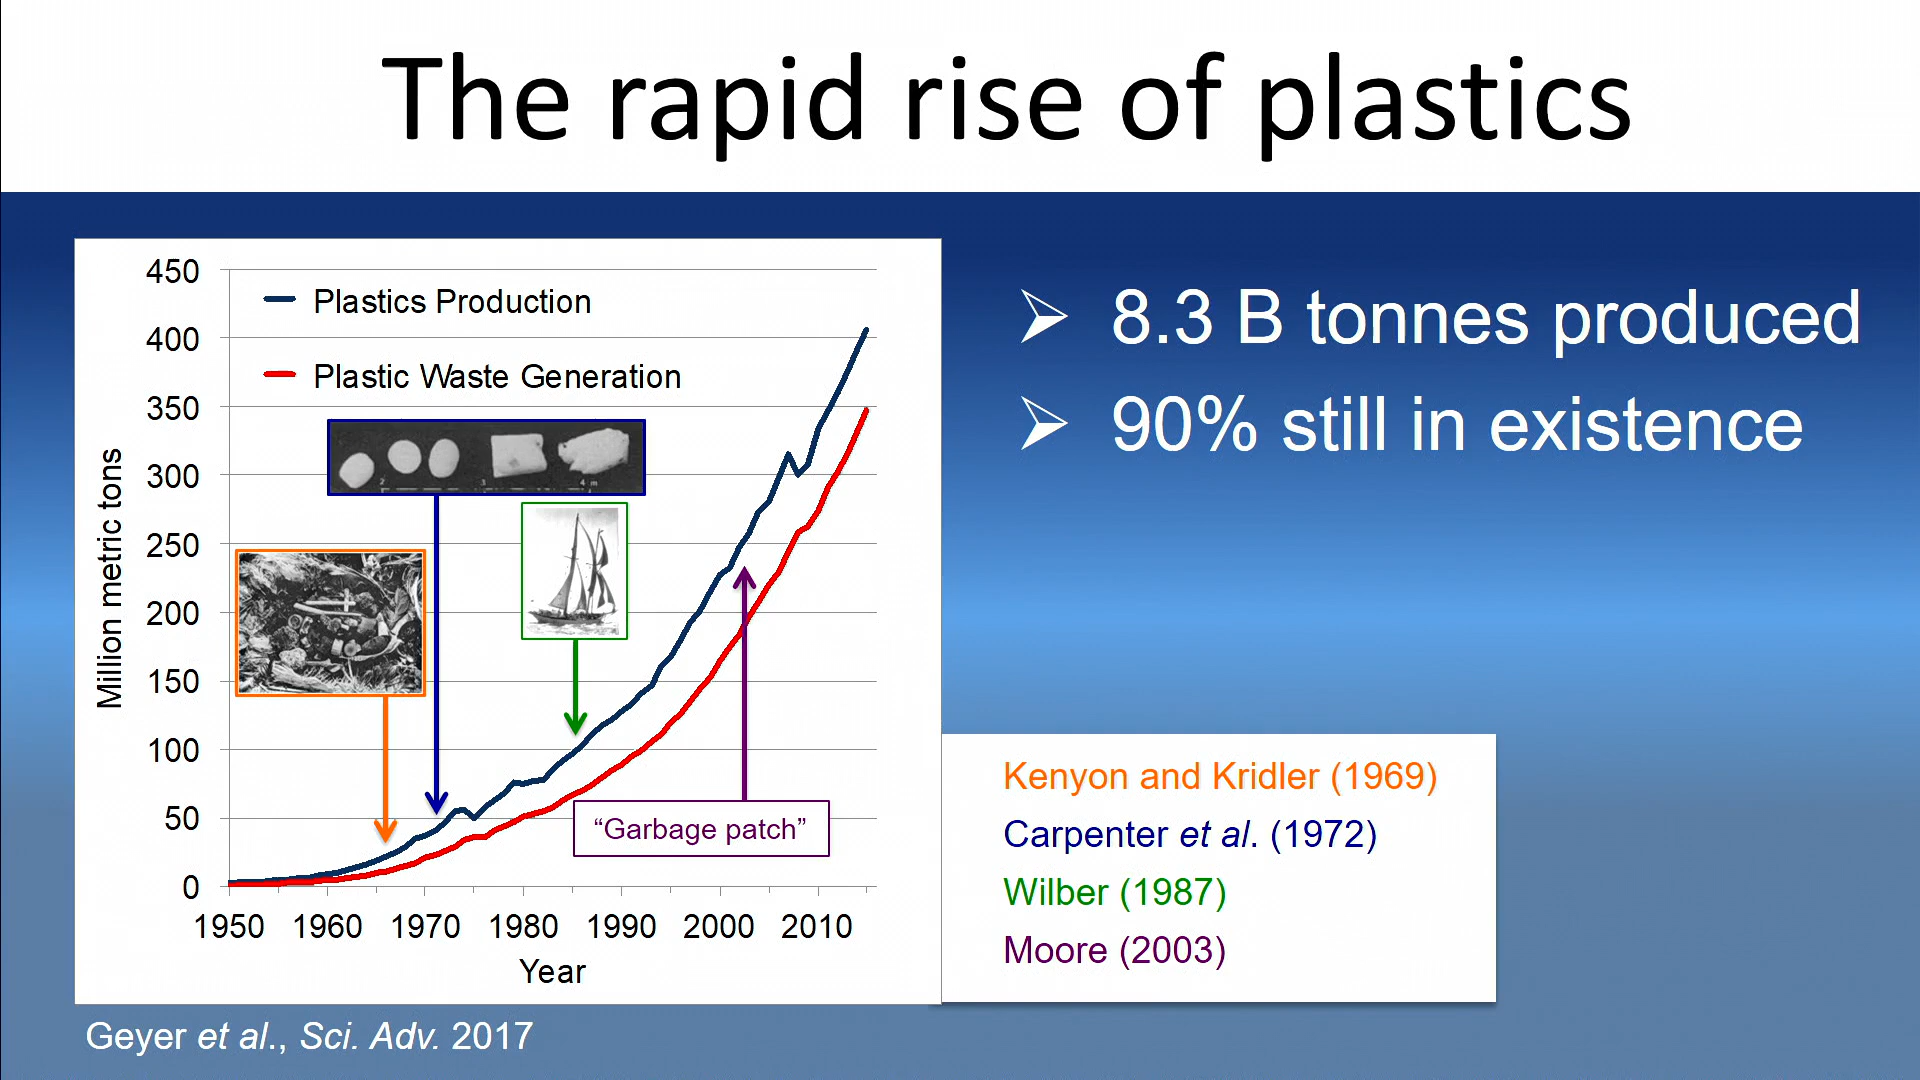 The rapid rise of plastics
450
400
350
300
250
200
150
100
50
0
Million metric tons
Plastics Production
Plastic Waste Generation
2 3 4 m
“Garbage patch”
1950 1960 1970 1980 1990 2000 2010
Year
Geyer et al., Sci. Adv. 2017
8.3 B tonnes produced
90% still in existence
Kenyon and Kridler (1969)
Carpenter et al. (1972)
Wilber (1987)
Moore (2003)